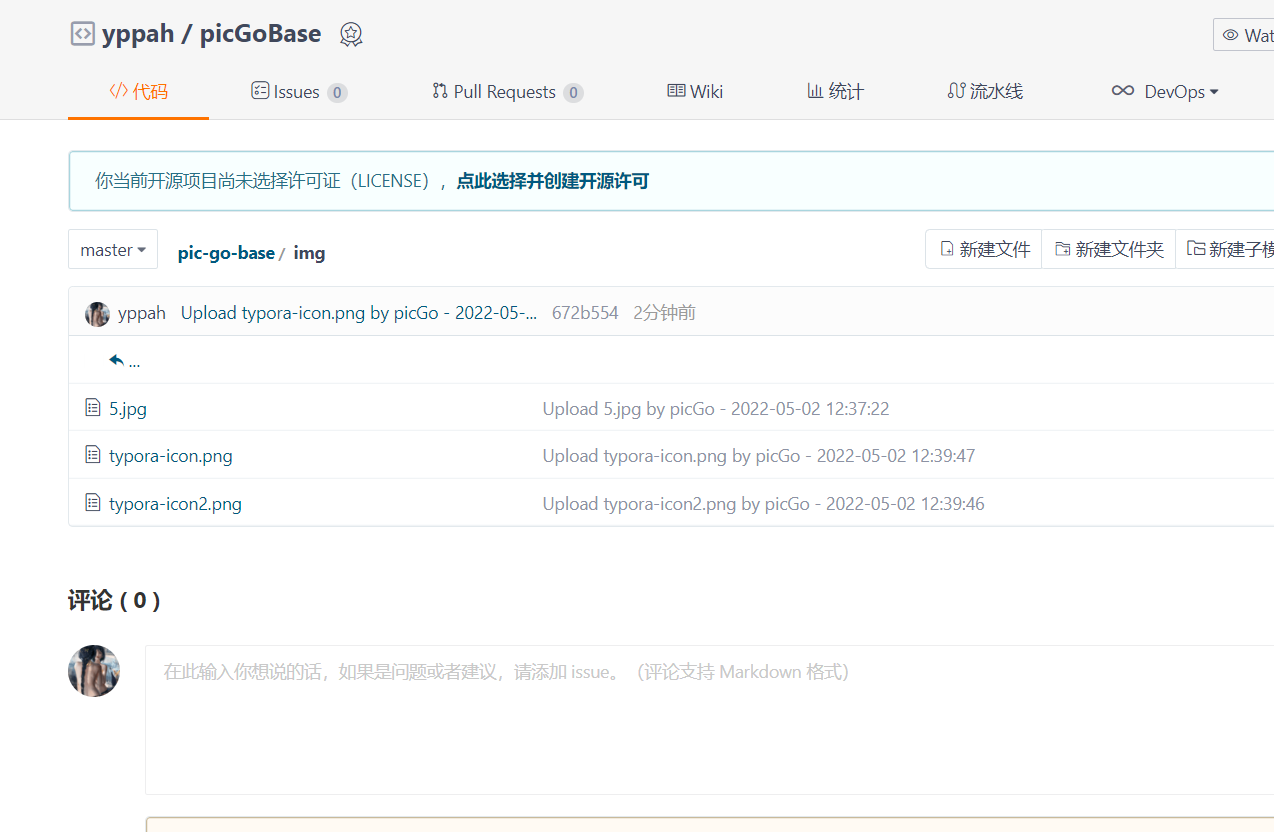 yppah / picGoBase
Wat
代码 Issues 0 Pull Requests 0 Wiki 统计 流水线 DevOps
你当前开源项目尚未选择许可证（LICENSE），点此选择并创建开源许可
master pic-go-base / img 新建文件 新建文件夹 新建子模
yppah Upload typora-icon.png by picGo - 2022-05-... 672b554 2分钟前
...
5.jpg Upload 5.jpg by picGo - 2022-05-02 12:37:22
typora-icon.png Upload typora-icon.png by picGo - 2022-05-02 12:39:47
typora-icon2.png Upload typora-icon2.png by picGo - 2022-05-02 12:39:46
评论 ( 0 )
在此输入你想说的话，如果是问题或者建议，请添加 issue。（评论支持 Markdown 格式）